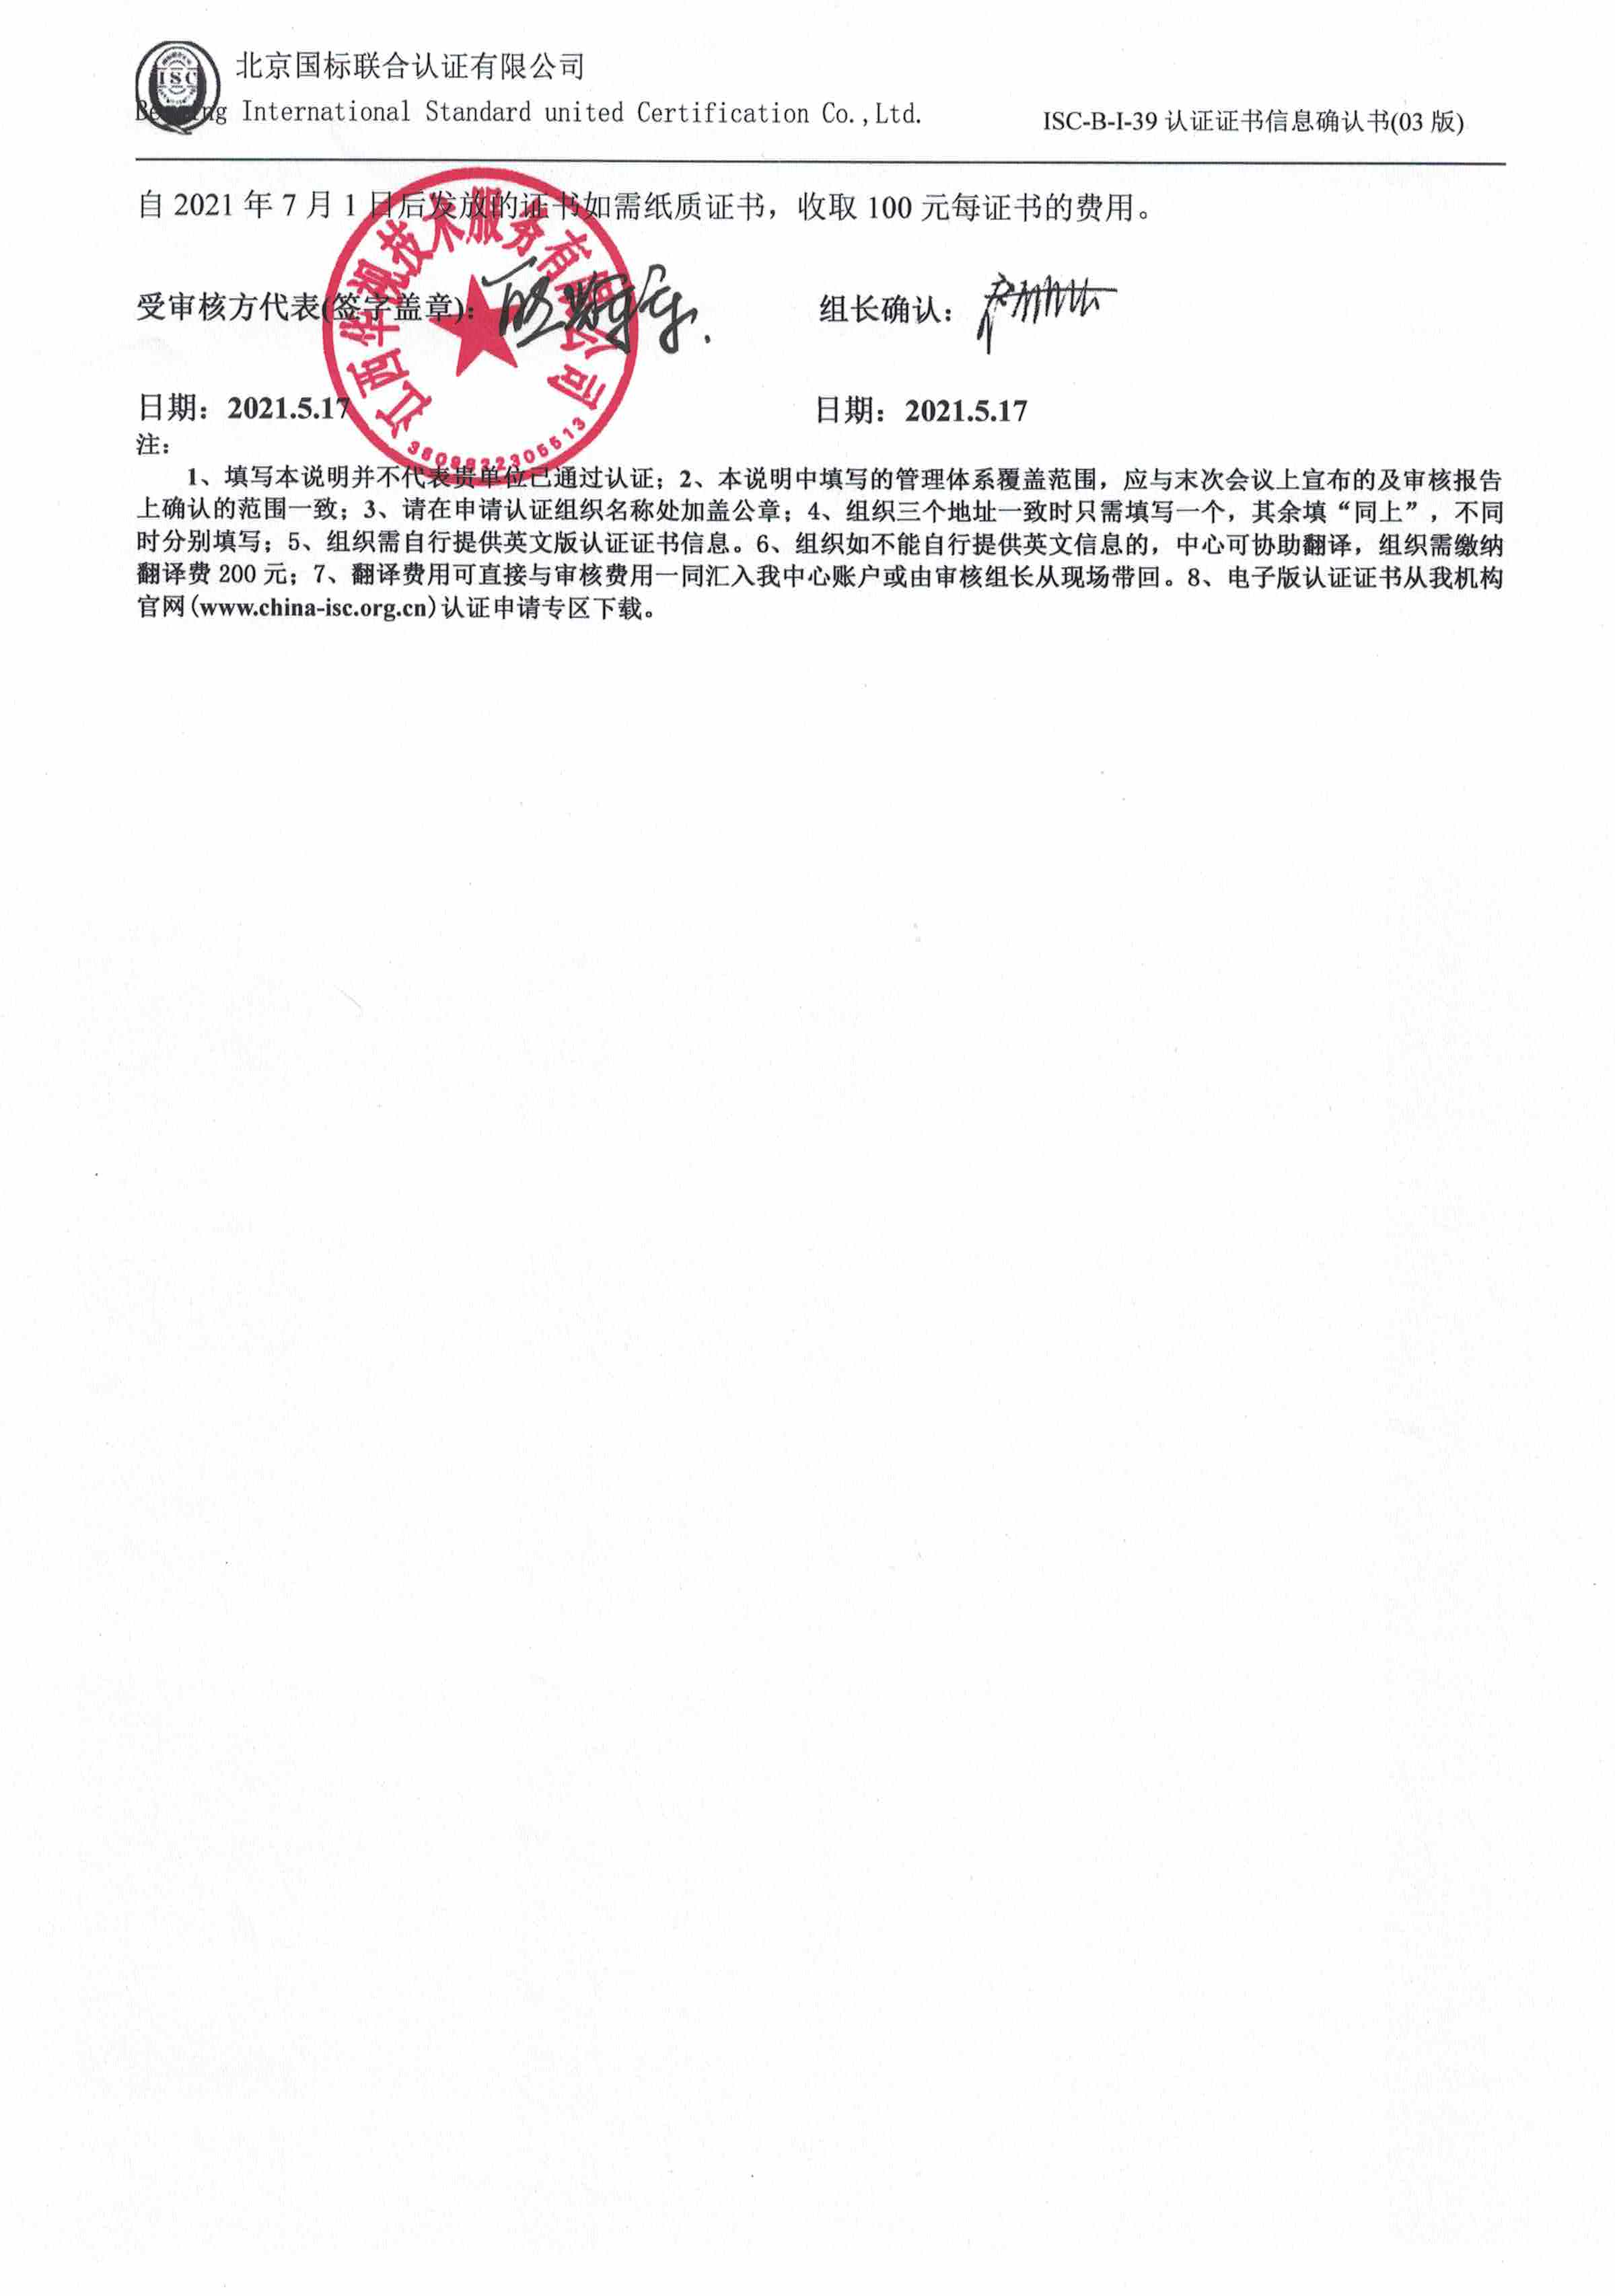 ISC
北京国标联合认证有限公司
Beijing International Standard united Certification Co.,Ltd.
ISC-B-I-39 认证证书信息确认书(03 版)
自 2021 年 7 月 1 日后发放的证书如需纸质证书，收取 100 元每证书的费用。
江西华视技术服务有限公司
受审核方代表(签字盖章)：
组长确认：
日期：2021.5.17
日期：2021.5.17
注：
1、填写本说明并不代表贵单位已通过认证；2、本说明中填写的管理体系覆盖范围，应与末次会议上宣布的及审核报告
上确认的范围一致；3、请在申请认证组织名称处加盖公章；4、组织三个地址一致时只需填写一个，其余填“同上”，不同
时分别填写；5、组织需自行提供英文版认证证书信息。6、组织如不能自行提供英文信息的，中心可协助翻译，组织需缴纳
翻译费 200 元；7、翻译费用可直接与审核费用一同汇入我中心账户或由审核组长从现场带回。8、电子版认证证书从我机构
官网(www.china-isc.org.cn)认证申请专区下载。